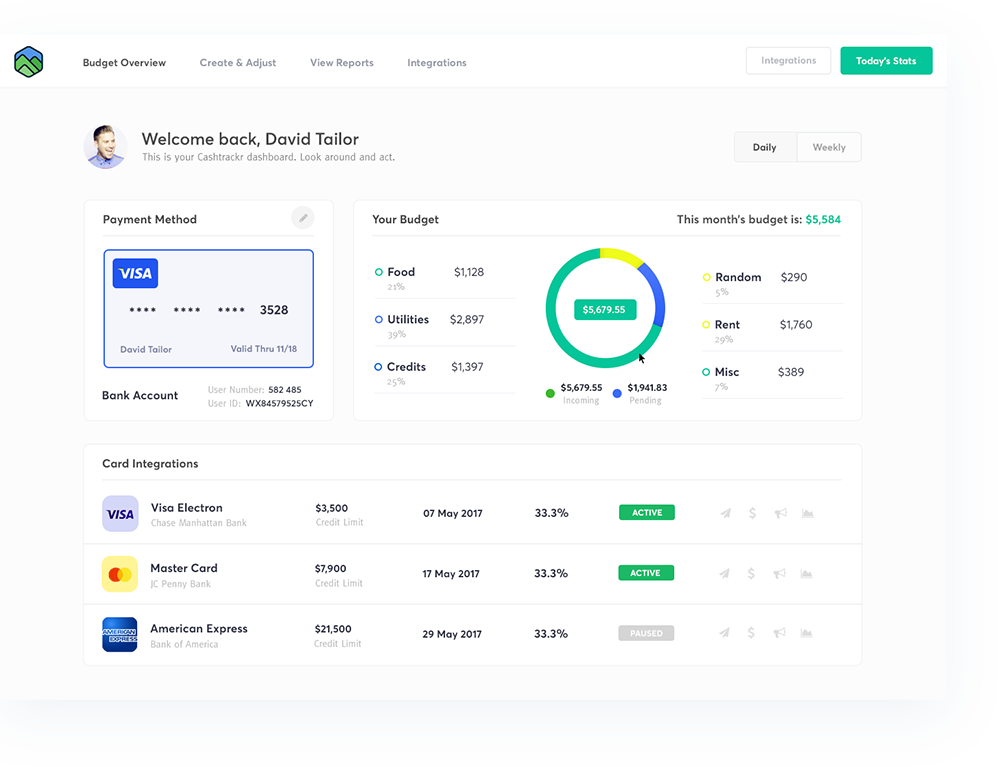 Budget Overview
Create & Adjust
View Reports
Integrations
Integrations
Today's Stats
Welcome back, David Tailor
This is your Cashtrackr dashboard. Look around and act.
Daily
Weekly
Payment Method
VISA
**** **** **** 3528
David Tailor
Valid Thru 11/18
Bank Account
User Number: 582 485
User ID: WX84579525CY
Your Budget
This month's budget is: $5,584
Food $1,128
21%
Utilities $2,897
39%
Credits $1,397
25%
$5,679.55
$5,679.55
Incoming
$1,941.83
Pending
Random $290
5%
Rent $1,760
29%
Misc $389
7%
Card Integrations
VISA
Visa Electron
Chase Manhattan Bank
$3,500
Credit Limit
07 May 2017
33.3%
ACTIVE
$
Master Card
JC Penny Bank
$7,900
Credit Limit
17 May 2017
33.3%
ACTIVE
$
AMERICAN
EXPRESS
American Express
Bank of America
$21,500
Credit Limit
29 May 2017
33.3%
PAUSED
$